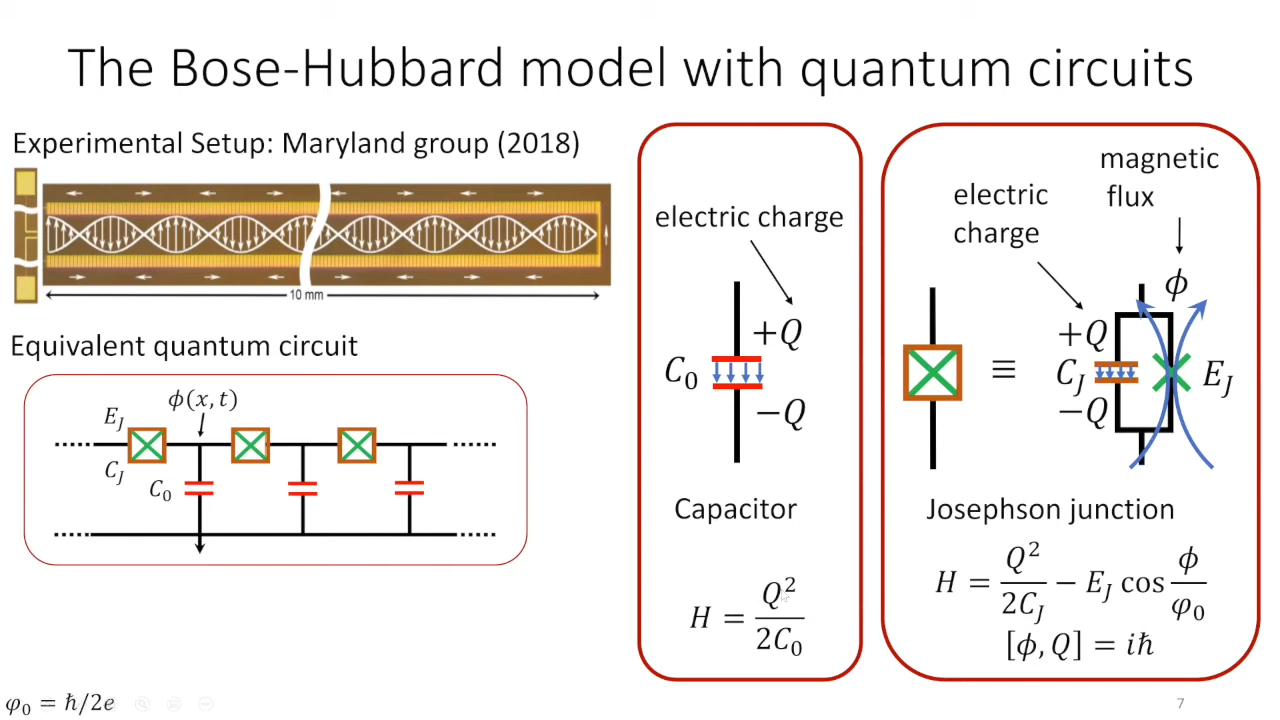 The Bose-Hubbard model with quantum circuits
Experimental Setup: Maryland group (2018)
10 mm
Equivalent quantum circuit
ϕ(x, t)
E_J
C_J
C_0
electric charge
+Q
C_0
−Q
Capacitor
H = Q^2 / 2C_0
magnetic
flux
electric
charge
ϕ
+Q
≡
C_J
E_J
−Q
Josephson junction
H = Q^2 / 2C_J − E_J cos ϕ / φ_0
[ϕ, Q] = iℏ
φ_0 = ℏ/2e
7